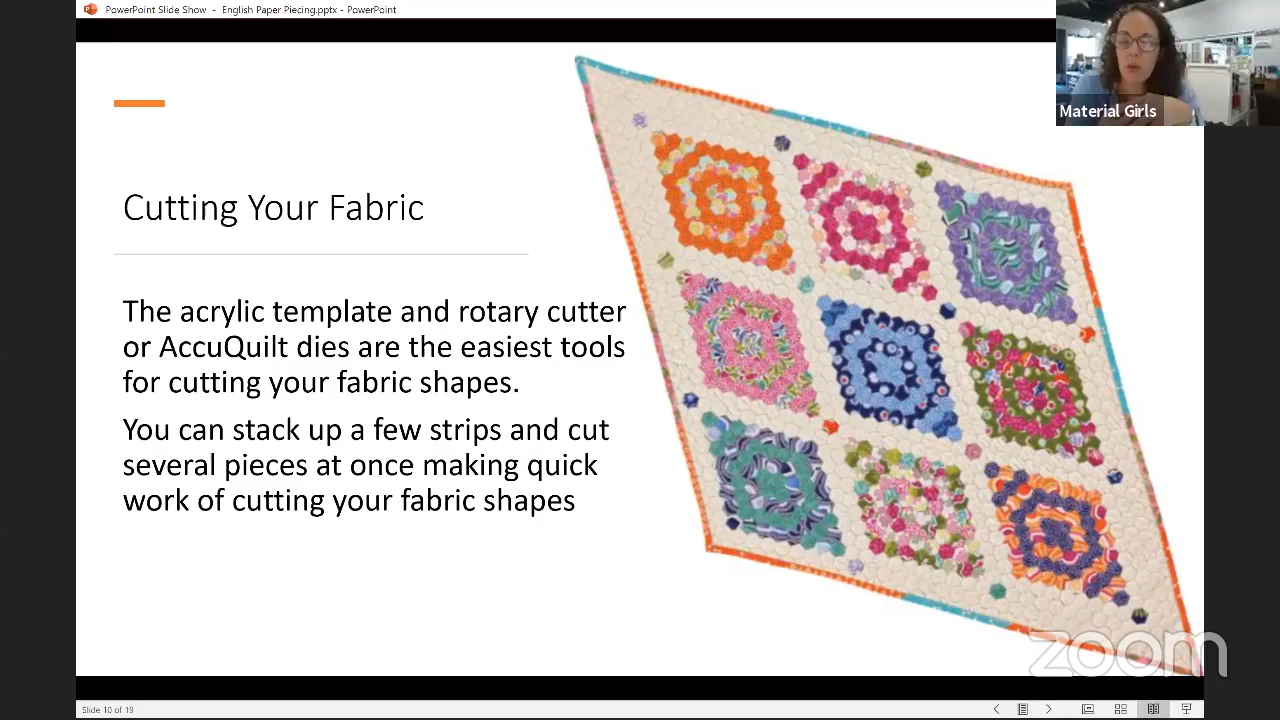 PowerPoint Slide Show - English Paper Piecing.pptx - PowerPoint
Material Girls
Cutting Your Fabric
The acrylic template and rotary cutter
or AccuQuilt dies are the easiest tools
for cutting your fabric shapes.
You can stack up a few strips and cut
several pieces at once making quick
work of cutting your fabric shapes
zoom
Slide 10 of 19